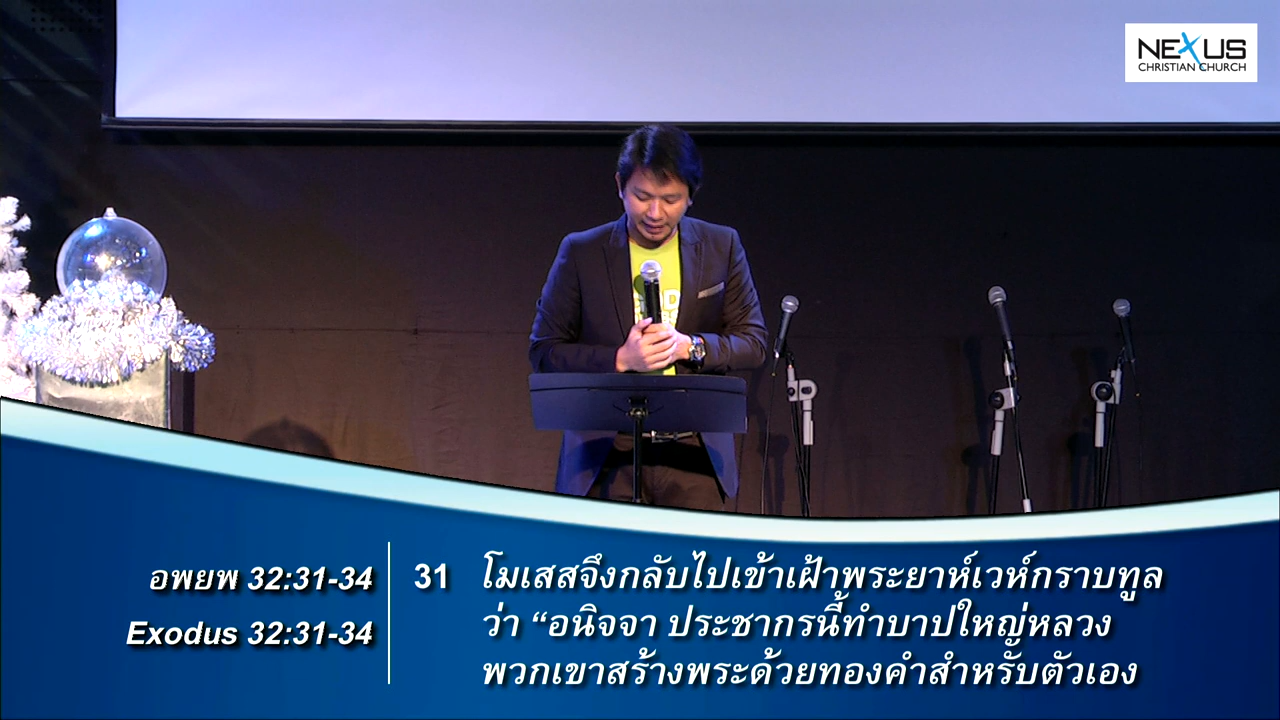 NEXUS
CHRISTIAN CHURCH
อพยพ 32:31-34
Exodus 32:31-34
31 โมเสสจึงกลับไปเข้าเฝ้าพระยาห์เวห์กราบทูล
ว่า “อนิจจา ประชากรนี้ทำบาปใหญ่หลวง
พวกเขาสร้างพระด้วยทองคำสำหรับตัวเอง